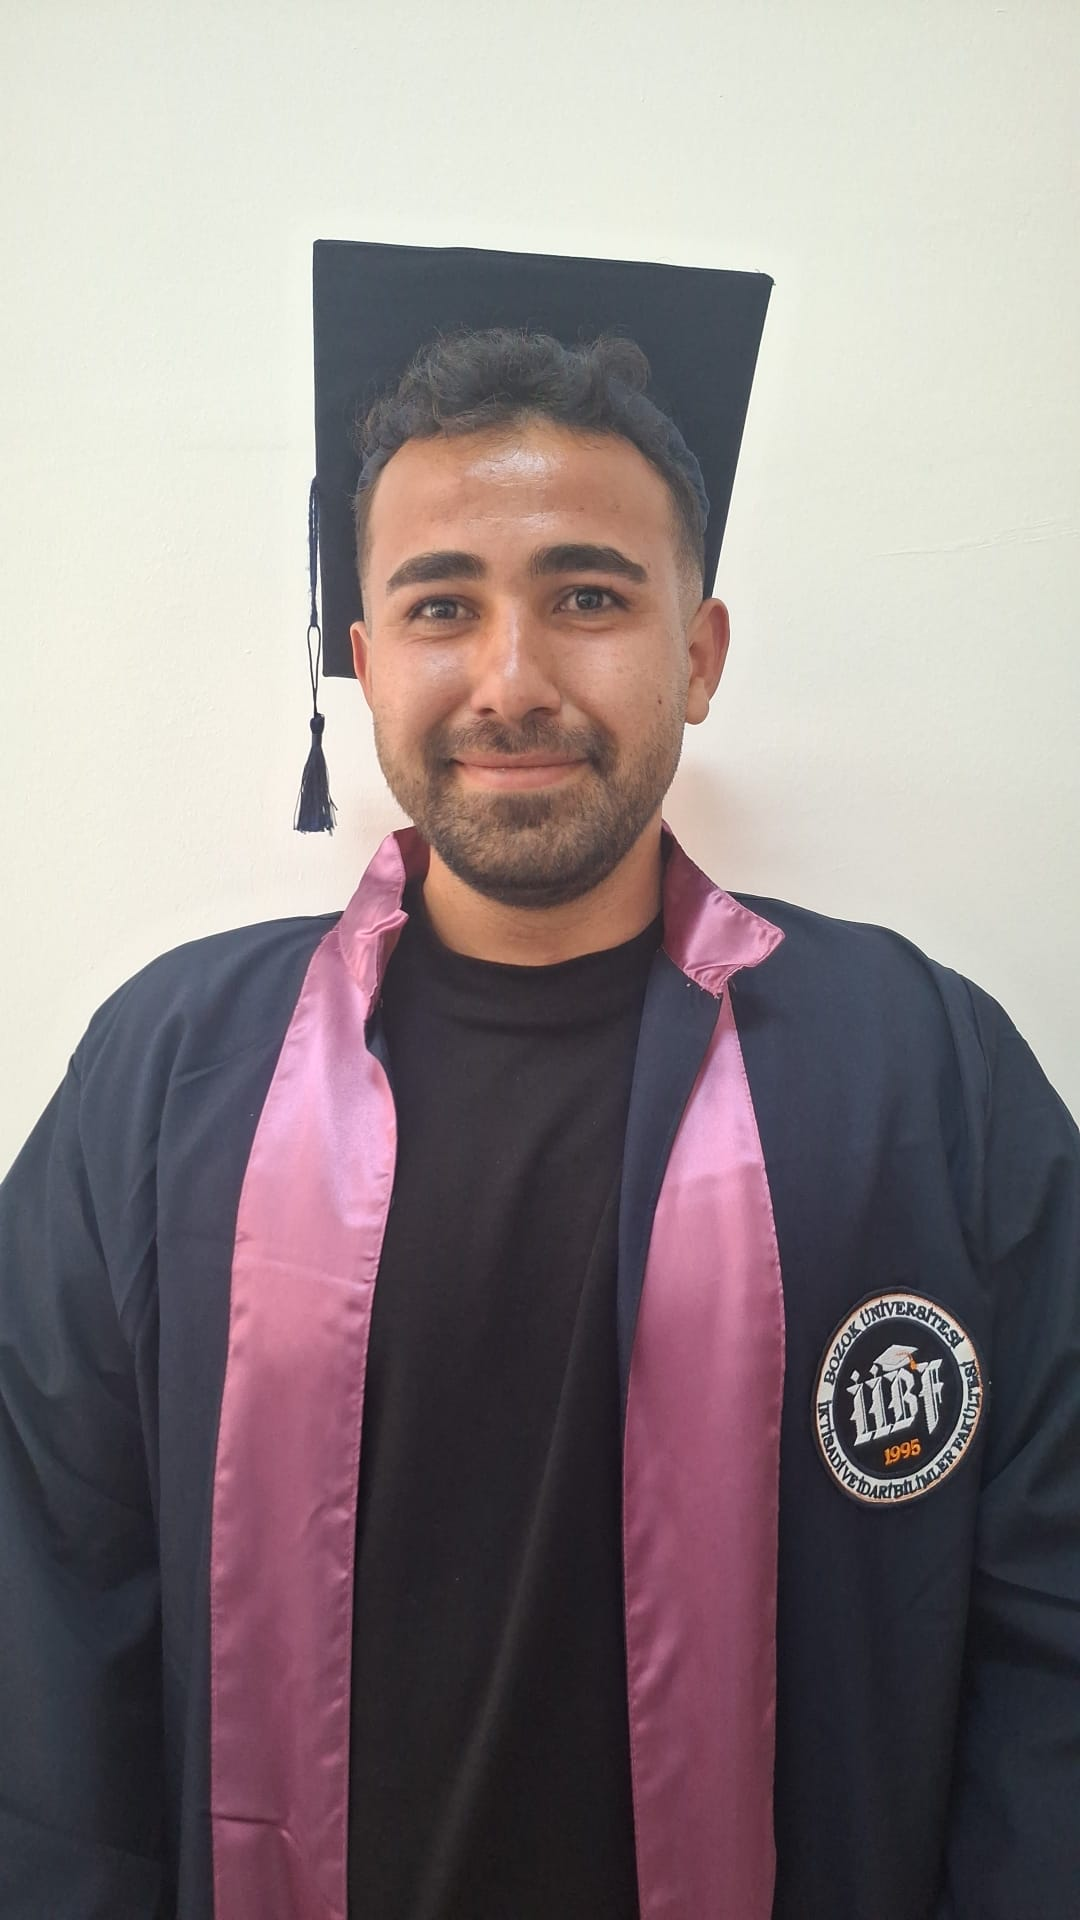 BOZOK ÜNİVERSİTESİ
İİBF
1995
İKTİSADİ VE İDARİ BİLİMLER FAKÜLTESİ